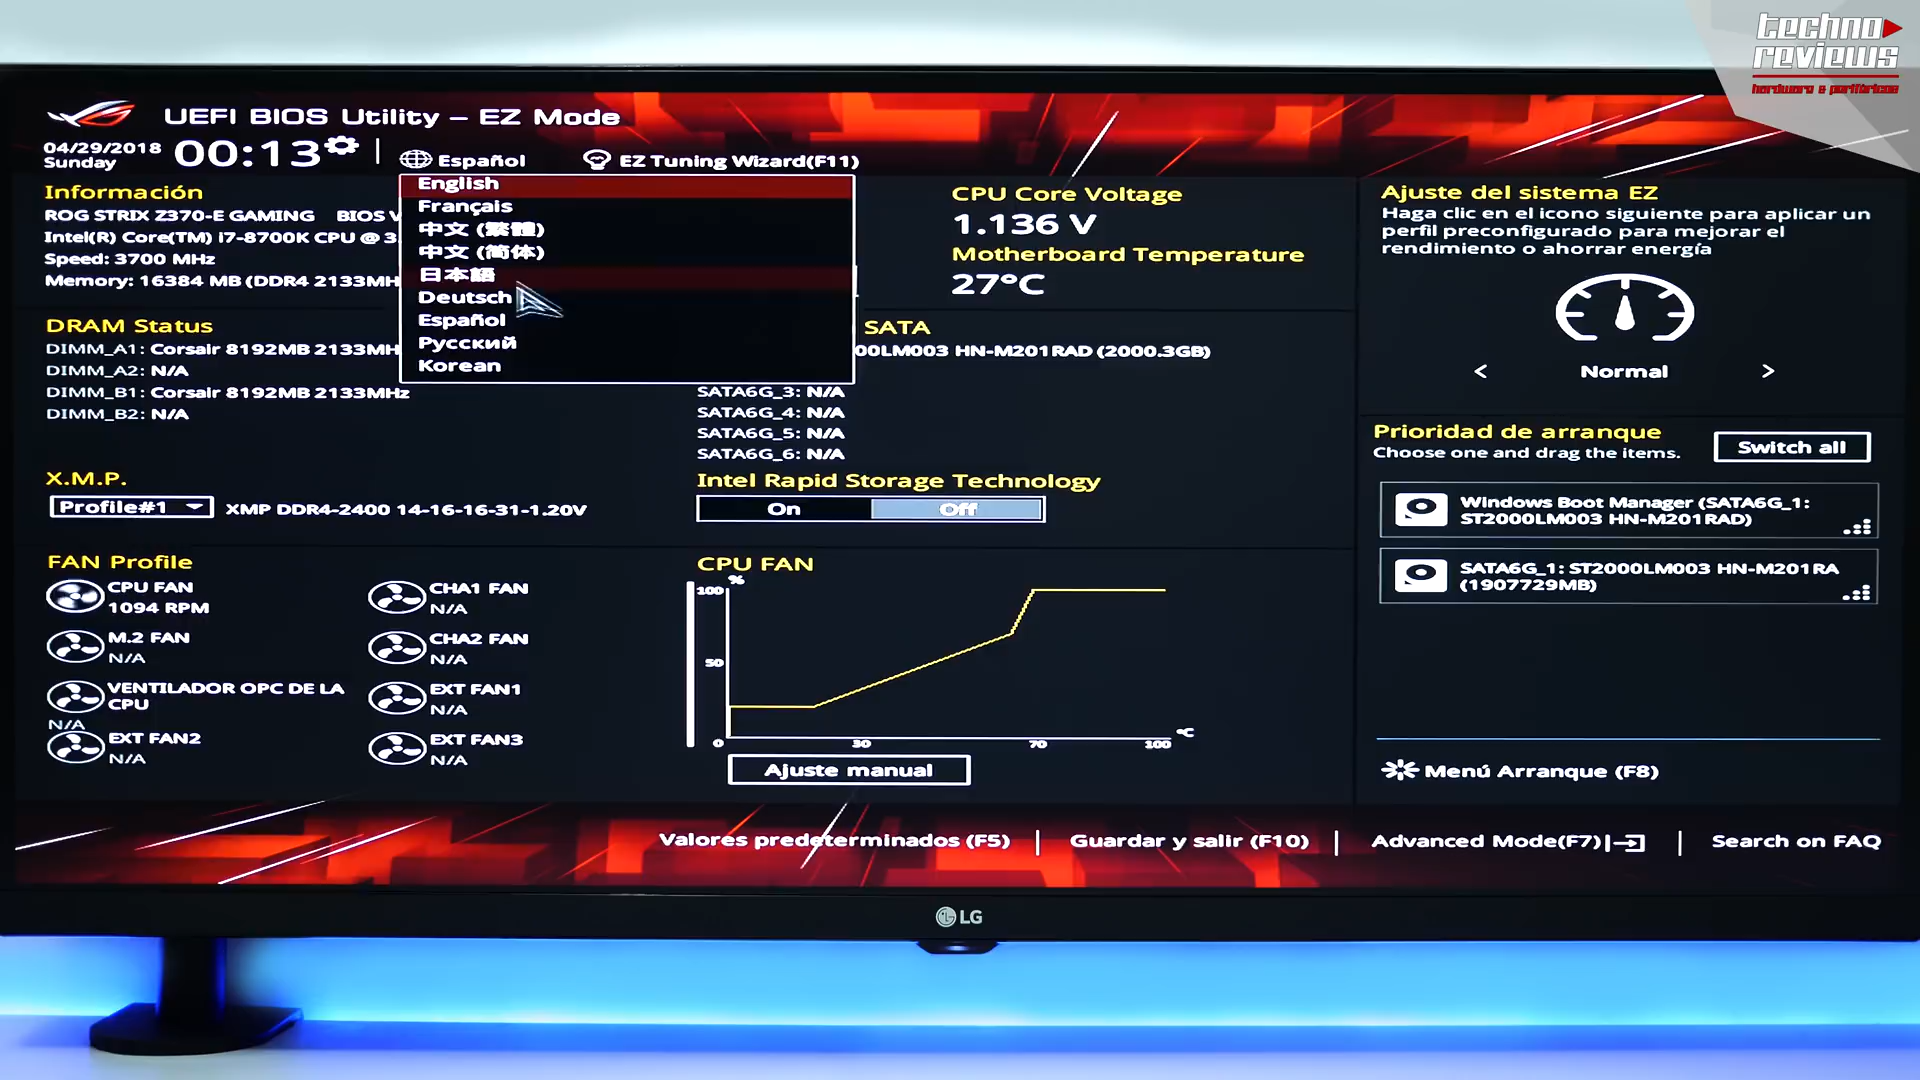 techno
reviews
hardware & periféricos
UEFI BIOS Utility – EZ Mode
04/29/2018
Sunday
00:13
Español
EZ Tuning Wizard(F11)
English
Français
中文 (繁體)
中文 (简体)
日本語
Deutsch
Español
Русский
Korean
Información
ROG STRIX Z370-E GAMING BIOS
Intel(R) Core(TM) i7-8700K CPU @
Speed: 3700 MHz
Memory: 16384 MB (DDR4 2133MH
CPU Core Voltage
1.136 V
Motherboard Temperature
27°C
DRAM Status
DIMM_A1: Corsair 8192MB 2133MH
DIMM_A2: N/A
DIMM_B1: Corsair 8192MB 2133MHz
DIMM_B2: N/A
SATA
00LM003 HN-M201RAD (2000.3GB)
SATA6G_3: N/A
SATA6G_4: N/A
SATA6G_5: N/A
SATA6G_6: N/A
X.M.P.
Profile#1
XMP DDR4-2400 14-16-16-31-1.20V
Intel Rapid Storage Technology
On
Off
FAN Profile
CPU FAN
1094 RPM
CHA1 FAN
N/A
M.2 FAN
N/A
CHA2 FAN
N/A
VENTILADOR OPC DE LA
CPU
N/A
EXT FAN1
N/A
EXT FAN2
N/A
EXT FAN3
N/A
CPU FAN
%
100
50
0
30
70
100
°C
Ajuste manual
Ajuste del sistema EZ
Haga clic en el icono siguiente para aplicar un
perfil preconfigurado para mejorar el
rendimiento o ahorrar energía
< Normal >
Prioridad de arranque
Choose one and drag the items.
Switch all
Windows Boot Manager (SATA6G_1:
ST2000LM003 HN-M201RAD)
SATA6G_1: ST2000LM003 HN-M201RA
(1907729MB)
Menú Arranque (F8)
Valores predeterminados (F5)
Guardar y salir (F10)
Advanced Mode(F7)
Search on FAQ
LG